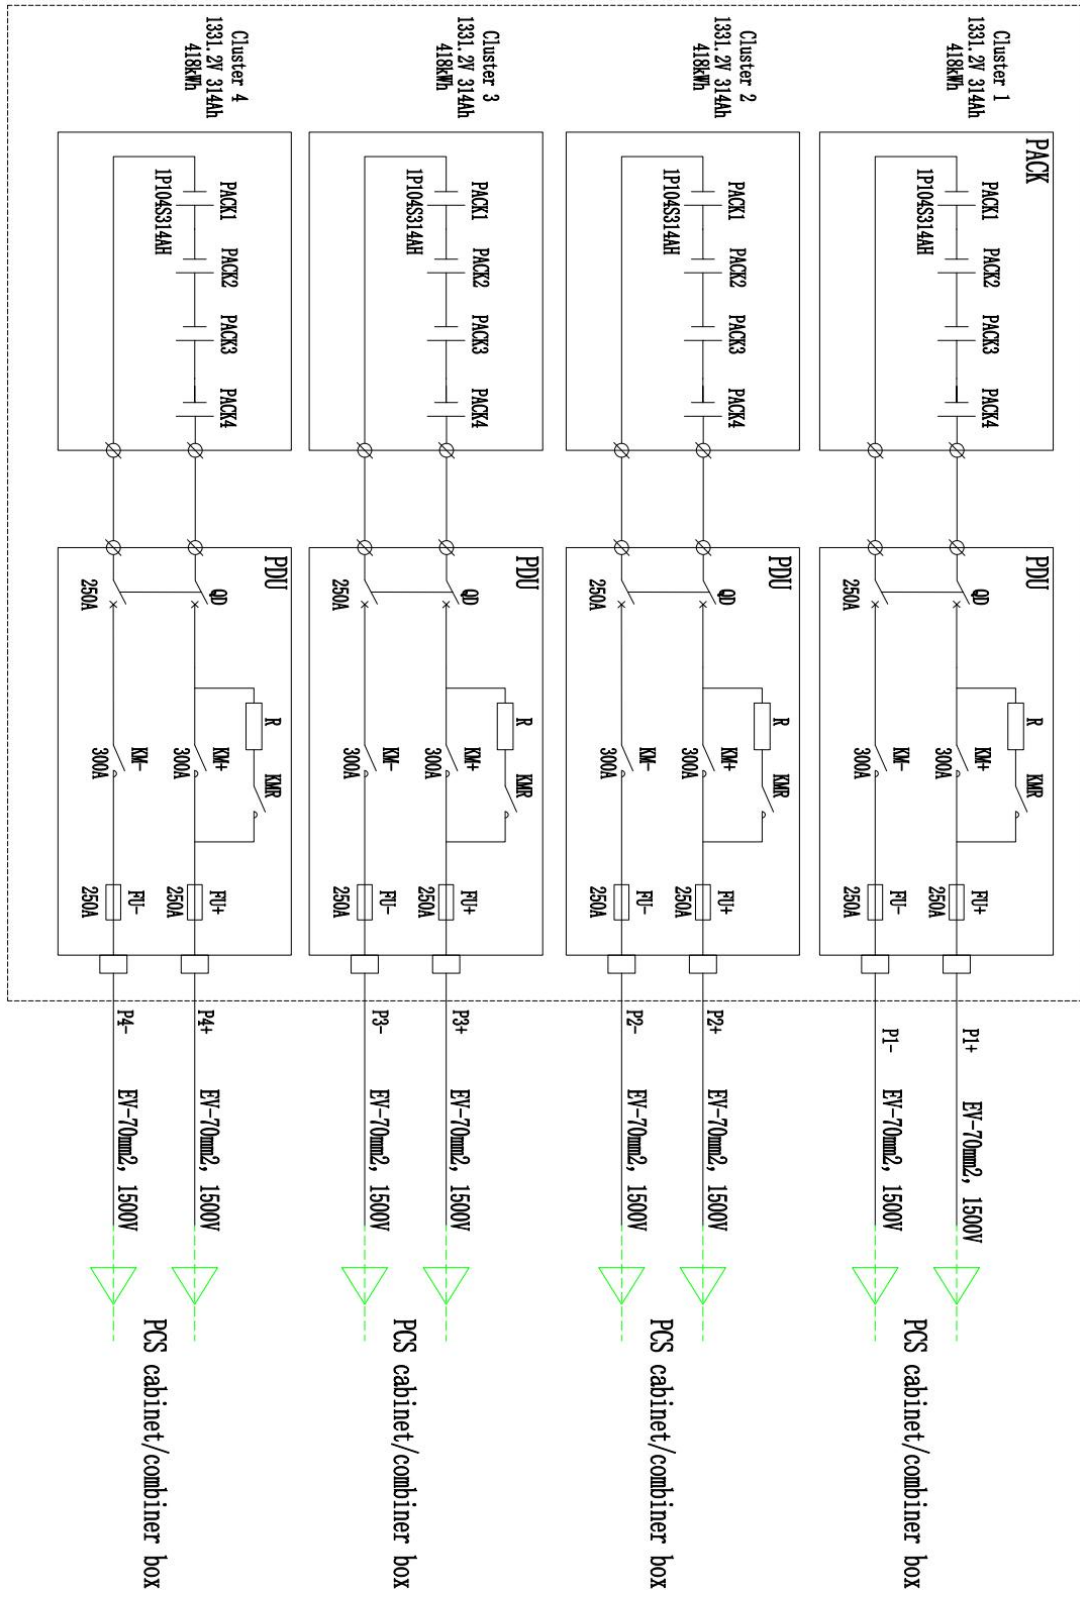 Cluster 1
1331.2V 314Ah
418kWh
PACK
PACK1
PACK2
PACK3
PACK4
1P104S314AH
PDU
QD
250A
R
KMR
KM+
300A
KM-
300A
FU+
250A
FU-
250A
P1+
EV-70mm2, 1500V
P1-
EV-70mm2, 1500V
PCS cabinet/combiner box
Cluster 2
1331.2V 314Ah
418kWh
PACK1
PACK2
PACK3
PACK4
1P104S314AH
PDU
QD
250A
R
KMR
KM+
300A
KM-
300A
FU+
250A
FU-
250A
P2+
EV-70mm2, 1500V
P2-
EV-70mm2, 1500V
PCS cabinet/combiner box
Cluster 3
1331.2V 314Ah
418kWh
PACK1
PACK2
PACK3
PACK4
1P104S314AH
PDU
QD
250A
R
KMR
KM+
300A
KM-
300A
FU+
250A
FU-
250A
P3+
EV-70mm2, 1500V
P3-
EV-70mm2, 1500V
PCS cabinet/combiner box
Cluster 4
1331.2V 314Ah
418kWh
PACK1
PACK2
PACK3
PACK4
1P104S314AH
PDU
QD
250A
R
KMR
KM+
300A
KM-
300A
FU+
250A
FU-
250A
P4+
EV-70mm2, 1500V
P4-
EV-70mm2, 1500V
PCS cabinet/combiner box